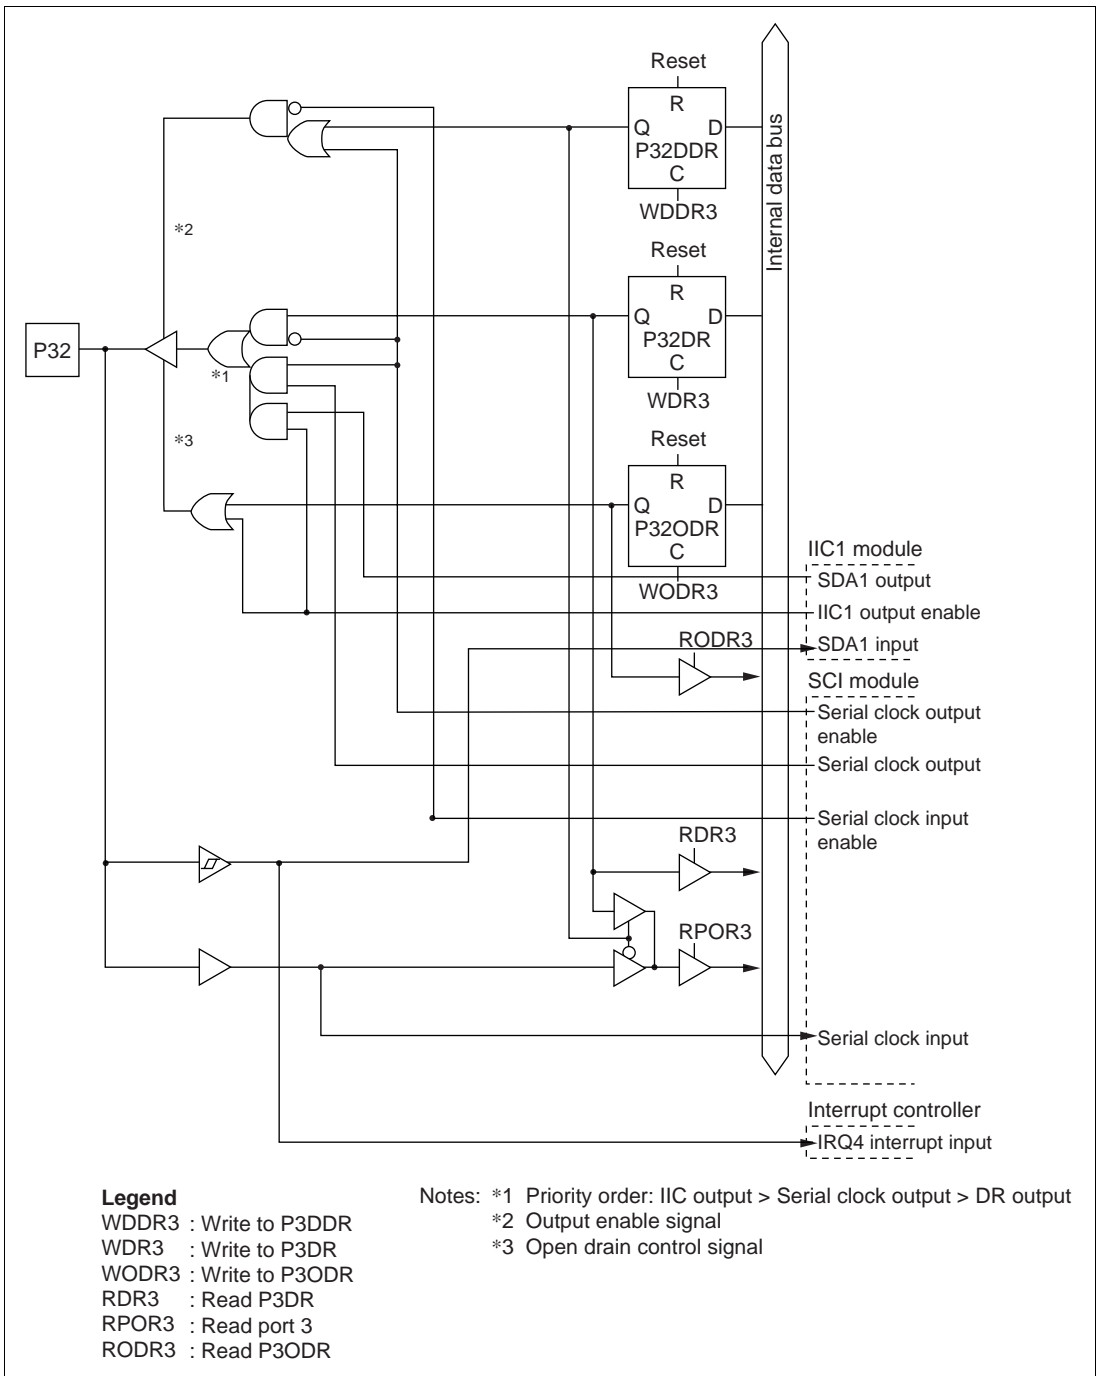 Reset
R
Q D
P32DDR
C
WDDR3
Internal data bus
*2
Reset
R
Q D
P32DR
C
WDR3
P32
*1
*3
Reset
R
Q D
P32ODR
C
WODR3
IIC1 module
SDA1 output
IIC1 output enable
SDA1 input
RODR3
SCI module
Serial clock output
enable
Serial clock output
Serial clock input
enable
RDR3
RPOR3
Serial clock input
Interrupt controller
IRQ4 interrupt input
Legend
WDDR3 : Write to P3DDR
WDR3 : Write to P3DR
WODR3 : Write to P3ODR
RDR3 : Read P3DR
RPOR3 : Read port 3
RODR3 : Read P3ODR
Notes: *1 Priority order: IIC output > Serial clock output > DR output
*2 Output enable signal
*3 Open drain control signal